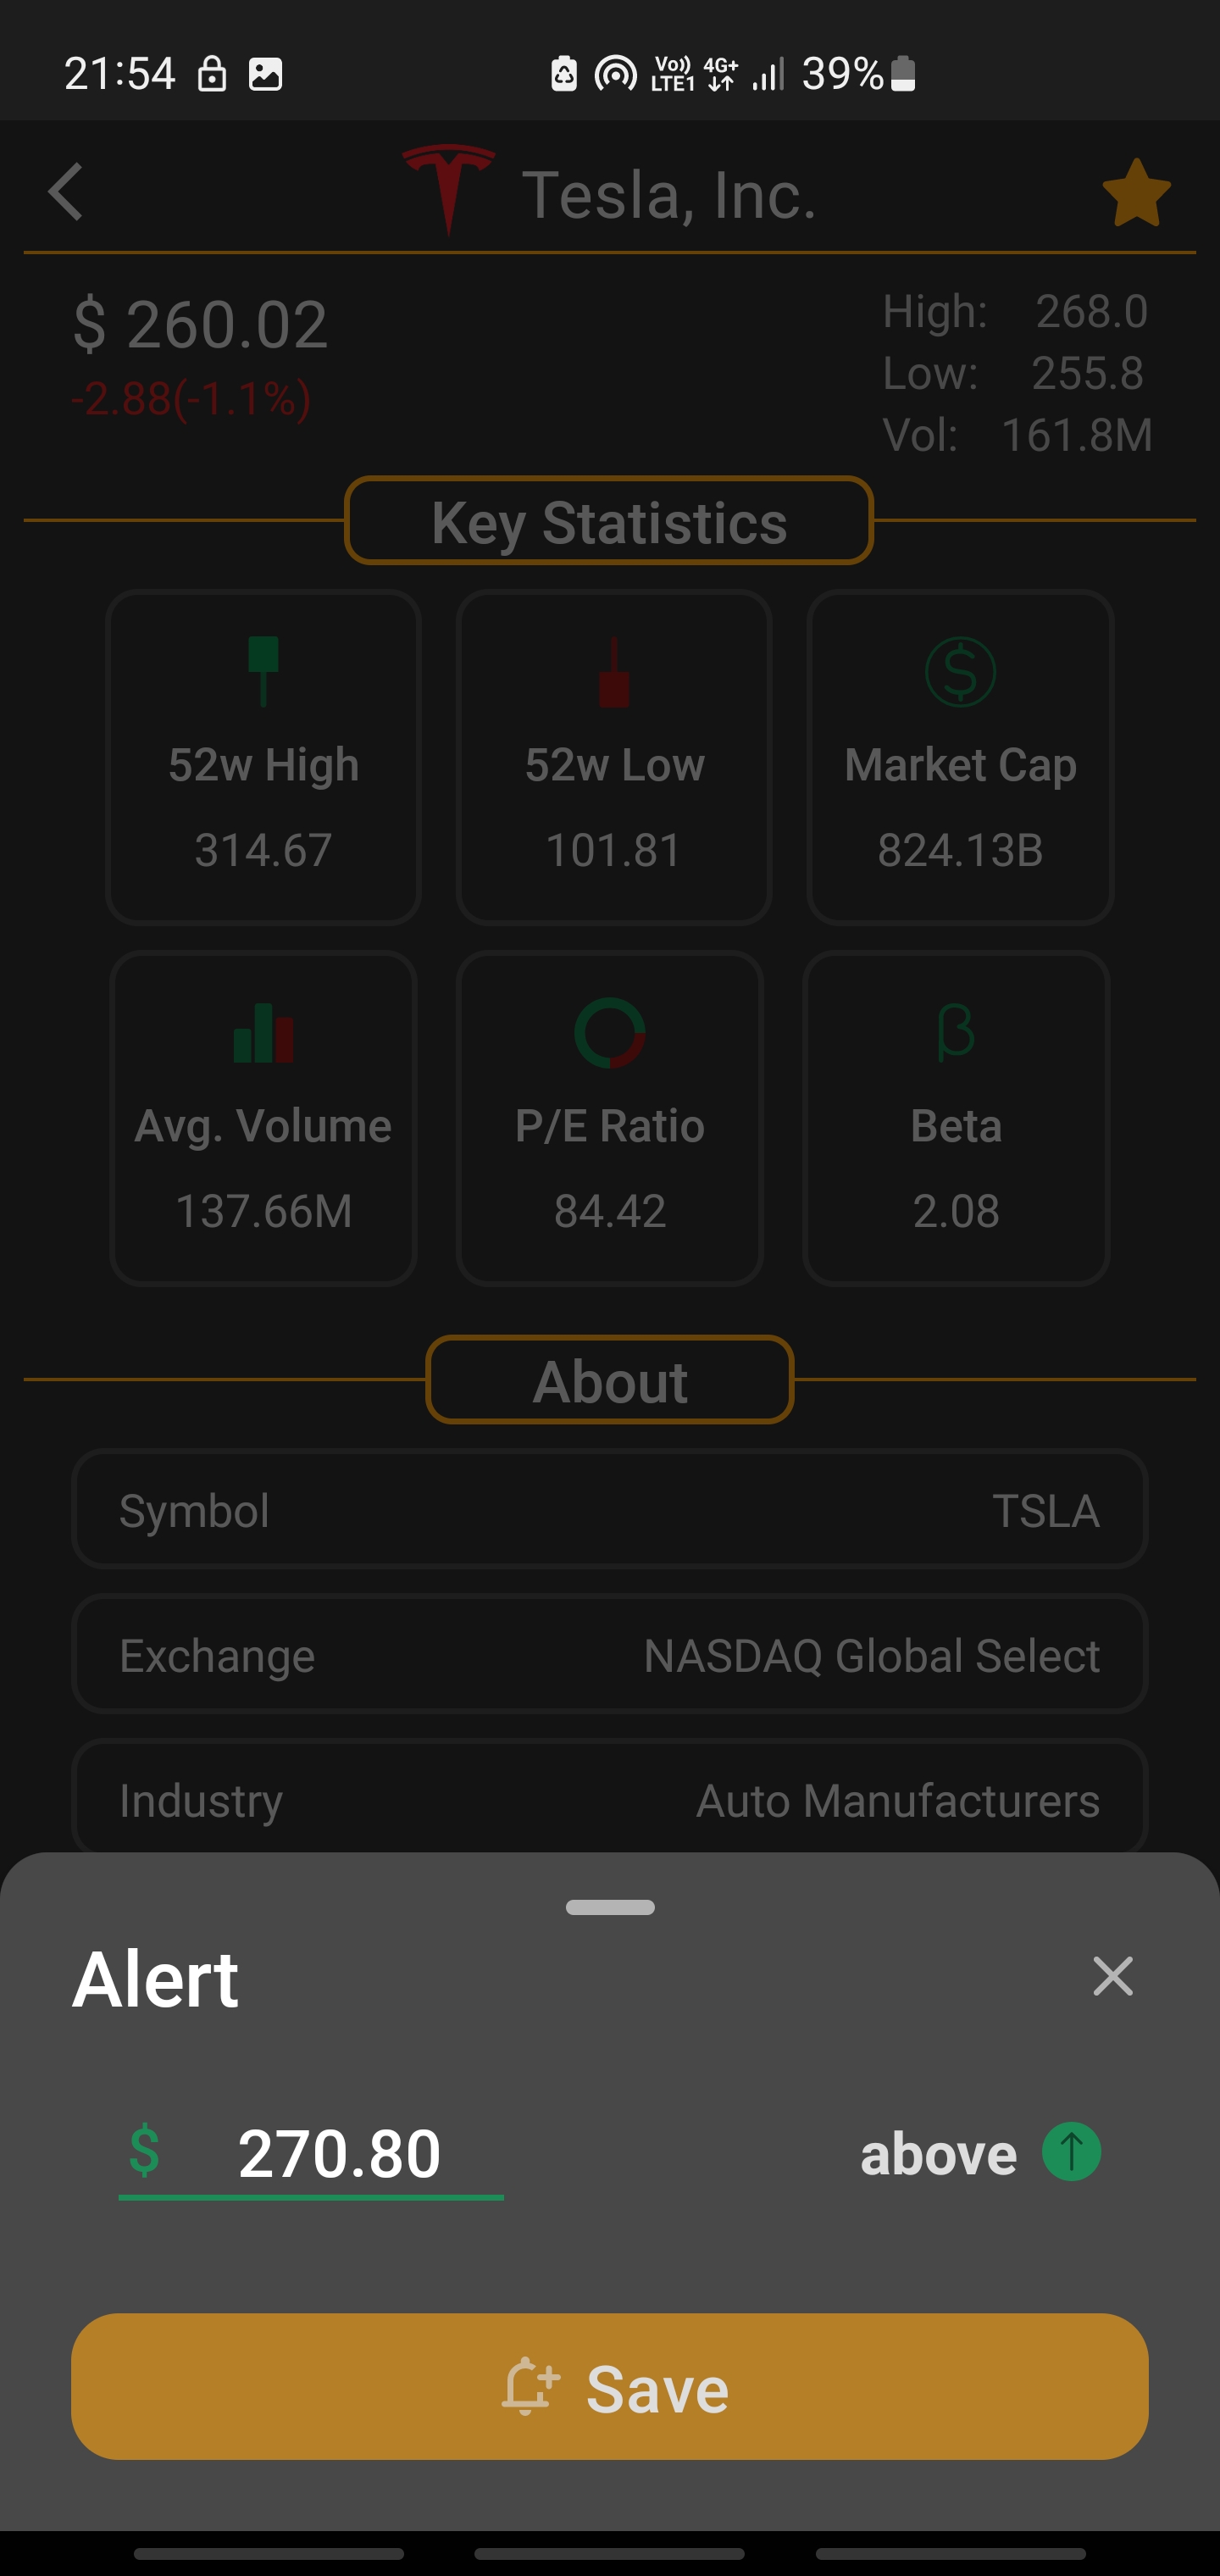 21:54
Vo)) LTE1 4G+ 39%
Tesla, Inc.
$ 260.02
-2.88(-1.1%)
High: 268.0
Low: 255.8
Vol: 161.8M
Key Statistics
52w High
314.67
52w Low
101.81
Market Cap
824.13B
Avg. Volume
137.66M
P/E Ratio
84.42
β
Beta
2.08
About
Symbol TSLA
Exchange NASDAQ Global Select
Industry Auto Manufacturers
Alert
$ 270.80 above
Save